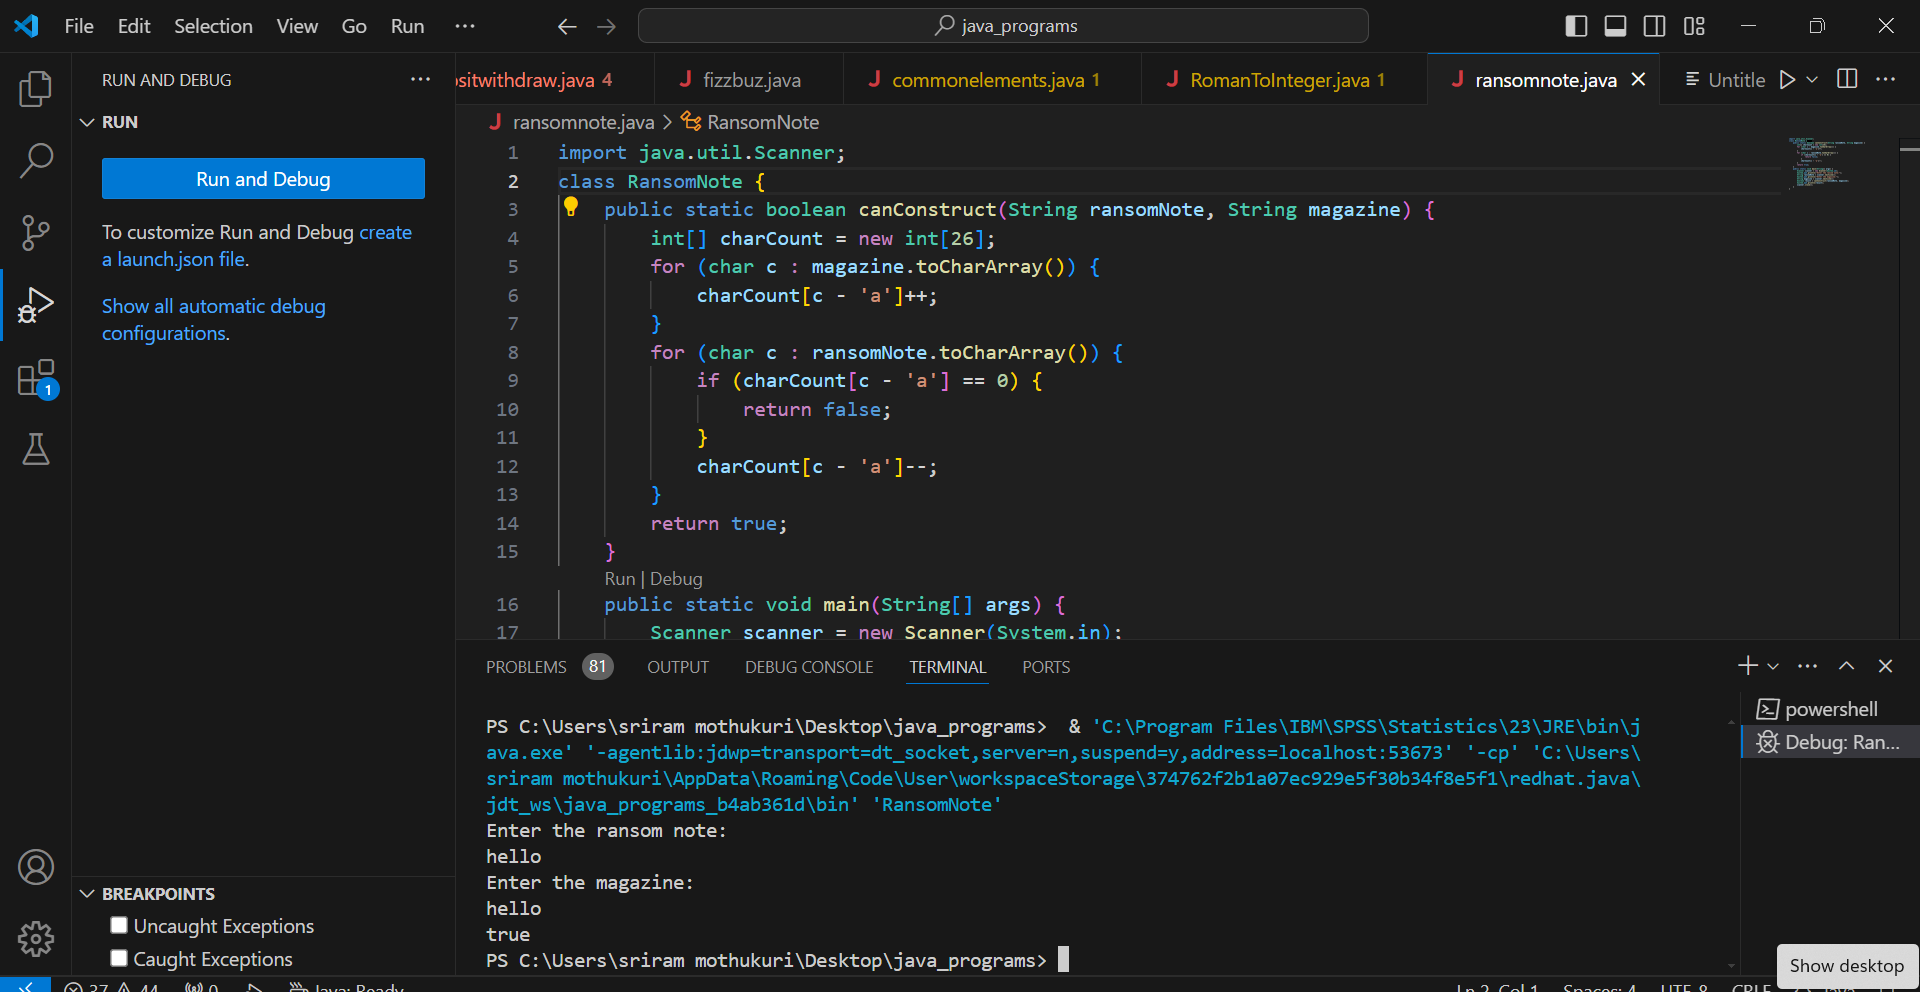 File Edit Selection View Go Run ··· java_programs
RUN AND DEBUG ···
sitwithdraw.java 4 fizzbuz.java commonelements.java 1 RomanToInteger.java 1 ransomnote.java Untitle ···
RUN
Run and Debug
To customize Run and Debug create
a launch.json file.
Show all automatic debug
configurations.
1
ransomnote.java > RansomNote
1 import java.util.Scanner;
2 class RansomNote {
3 public static boolean canConstruct(String ransomNote, String magazine) {
4 int[] charCount = new int[26];
5 for (char c : magazine.toCharArray()) {
6 charCount[c - 'a']++;
7 }
8 for (char c : ransomNote.toCharArray()) {
9 if (charCount[c - 'a'] == 0) {
10 return false;
11 }
12 charCount[c - 'a']--;
13 }
14 return true;
15 }
Run | Debug
16 public static void main(String[] args) {
17 Scanner scanner = new Scanner(System.in);
PROBLEMS 81 OUTPUT DEBUG CONSOLE TERMINAL PORTS
PS C:\Users\sriram mothukuri\Desktop\java_programs>  & 'C:\Program Files\IBM\SPSS\Statistics\23\JRE\bin\j
ava.exe' '-agentlib:jdwp=transport=dt_socket,server=n,suspend=y,address=localhost:53673' '-cp' 'C:\Users\
sriram mothukuri\AppData\Roaming\Code\User\workspaceStorage\374762f2b1a07ec929e5f30b34f8e5f1\redhat.java\
jdt_ws\java_programs_b4ab361d\bin' 'RansomNote'
Enter the ransom note:
hello
Enter the magazine:
hello
true
PS C:\Users\sriram mothukuri\Desktop\java_programs>
powershell
Debug: Ran...
BREAKPOINTS
Uncaught Exceptions
Caught Exceptions
Show desktop
37 44 0 Java: Ready Ln 2, Col 1 Spaces: 4 UTF-8 CRLF